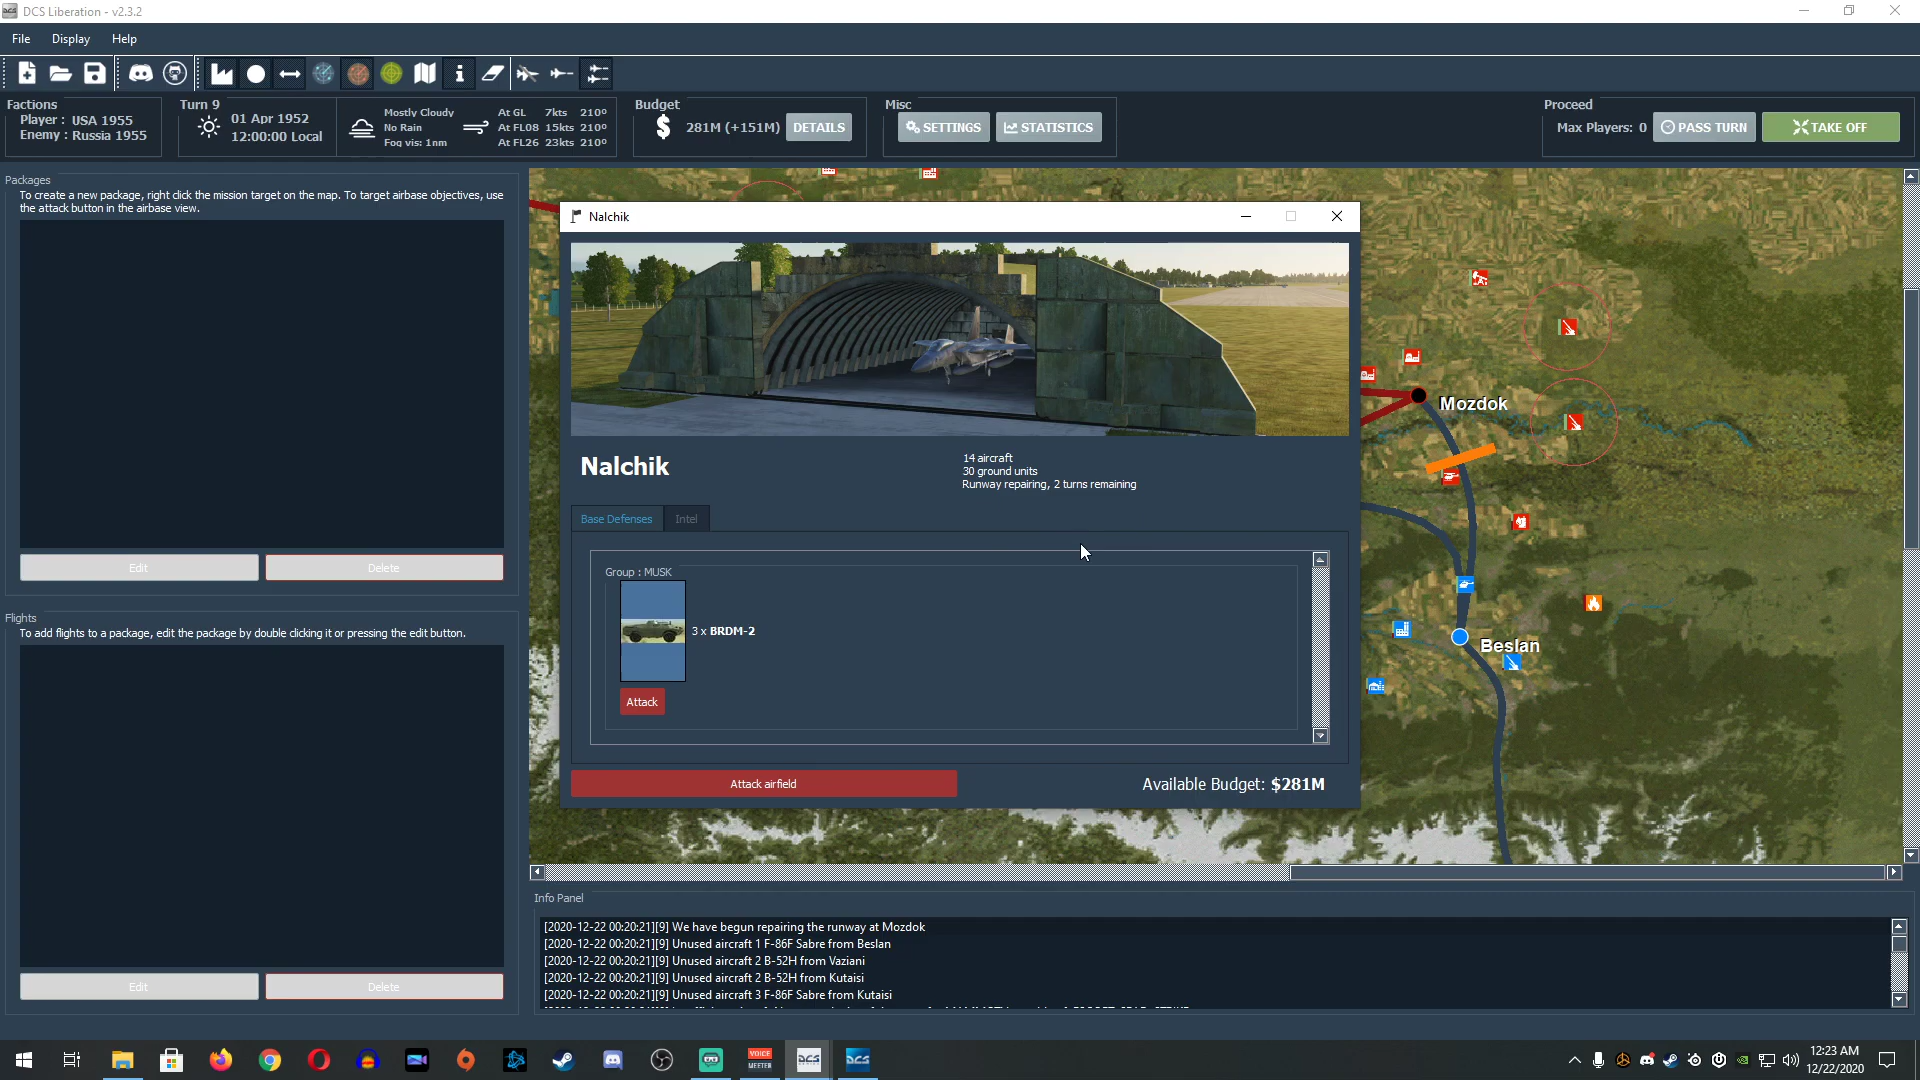 DCS Liberation - v2.3.2
File Display Help
Factions
Player : USA 1955
Enemy : Russia 1955
Turn 9
01 Apr 1952
12:00:00 Local
Mostly Cloudy
No Rain
Fog vis: 1nm
At GL 7kts 210º
At FL08 15kts 210º
At FL26 23kts 210º
Budget
281M (+151M)
DETAILS
Misc
SETTINGS
STATISTICS
Proceed
Max Players: 0
PASS TURN
TAKE OFF
Packages
To create a new package, right click the mission target on the map. To target airbase objectives, use
the attack button in the airbase view.
Edit
Delete
Flights
To add flights to a package, edit the package by double clicking it or pressing the edit button.
Edit
Delete
Nalchik
Nalchik
14 aircraft
30 ground units
Runway repairing, 2 turns remaining
Base Defenses
Intel
Group : MUSK
3 x BRDM-2
Attack
Attack airfield
Available Budget: $281M
Mozdok
Beslan
Info Panel
[2020-12-22 00:20:21][9] We have begun repairing the runway at Mozdok
[2020-12-22 00:20:21][9] Unused aircraft 1 F-86F Sabre from Beslan
[2020-12-22 00:20:21][9] Unused aircraft 2 B-52H from Vaziani
[2020-12-22 00:20:21][9] Unused aircraft 2 B-52H from Kutaisi
[2020-12-22 00:20:21][9] Unused aircraft 3 F-86F Sabre from Kutaisi
VOICE
MEETER
DCS
DCS
12:23 AM
12/22/2020